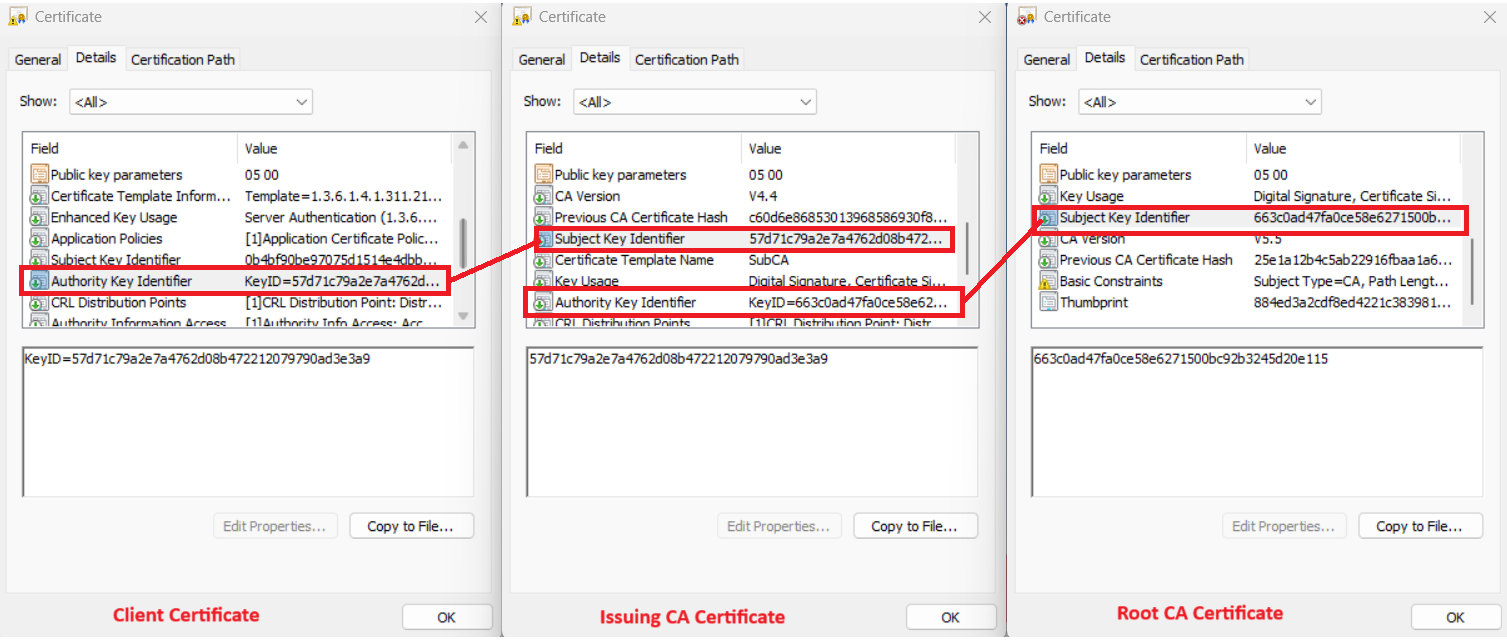 Certificate
General Details Certification Path
Show: <All>
Field Value
Public key parameters 05 00
Certificate Template Inform... Template=1.3.6.1.4.1.311.21...
Enhanced Key Usage Server Authentication (1.3.6....
Application Policies [1]Application Certificate Polic...
Subject Key Identifier 0b4bf90be97075d1514e4dbb...
Authority Key Identifier KeyID=57d71c79a2e7a4762d...
CRL Distribution Points [1]CRL Distribution Point: Distr...
Authority Information Access [1]Authority Info Access: Acc...
KeyID=57d71c79a2e7a4762d08b472212079790ad3e3a9
Edit Properties... Copy to File...
Client Certificate
OK
Certificate
General Details Certification Path
Show: <All>
Field Value
Public key parameters 05 00
CA Version V4.4
Previous CA Certificate Hash c60d6e86853013968586930f8...
Subject Key Identifier 57d71c79a2e7a4762d08b472...
Certificate Template Name SubCA
Key Usage Digital Signature, Certificate Si...
Authority Key Identifier KeyID=663c0ad47fa0ce58e62...
CRL Distribution Points [1]CRL Distribution Point: Distr...
57d71c79a2e7a4762d08b472212079790ad3e3a9
Edit Properties... Copy to File...
Issuing CA Certificate
OK
Certificate
General Details Certification Path
Show: <All>
Field Value
Public key parameters 05 00
Key Usage Digital Signature, Certificate Si...
Subject Key Identifier 663c0ad47fa0ce58e6271500b...
CA Version V5.5
Previous CA Certificate Hash 25e1a12b4c5ab22916fbaa1a6...
Basic Constraints Subject Type=CA, Path Lengt...
Thumbprint 884ed3a2cdf8ed4221c383981...
663c0ad47fa0ce58e6271500bc92b3245d20e115
Edit Properties... Copy to File...
Root CA Certificate
OK